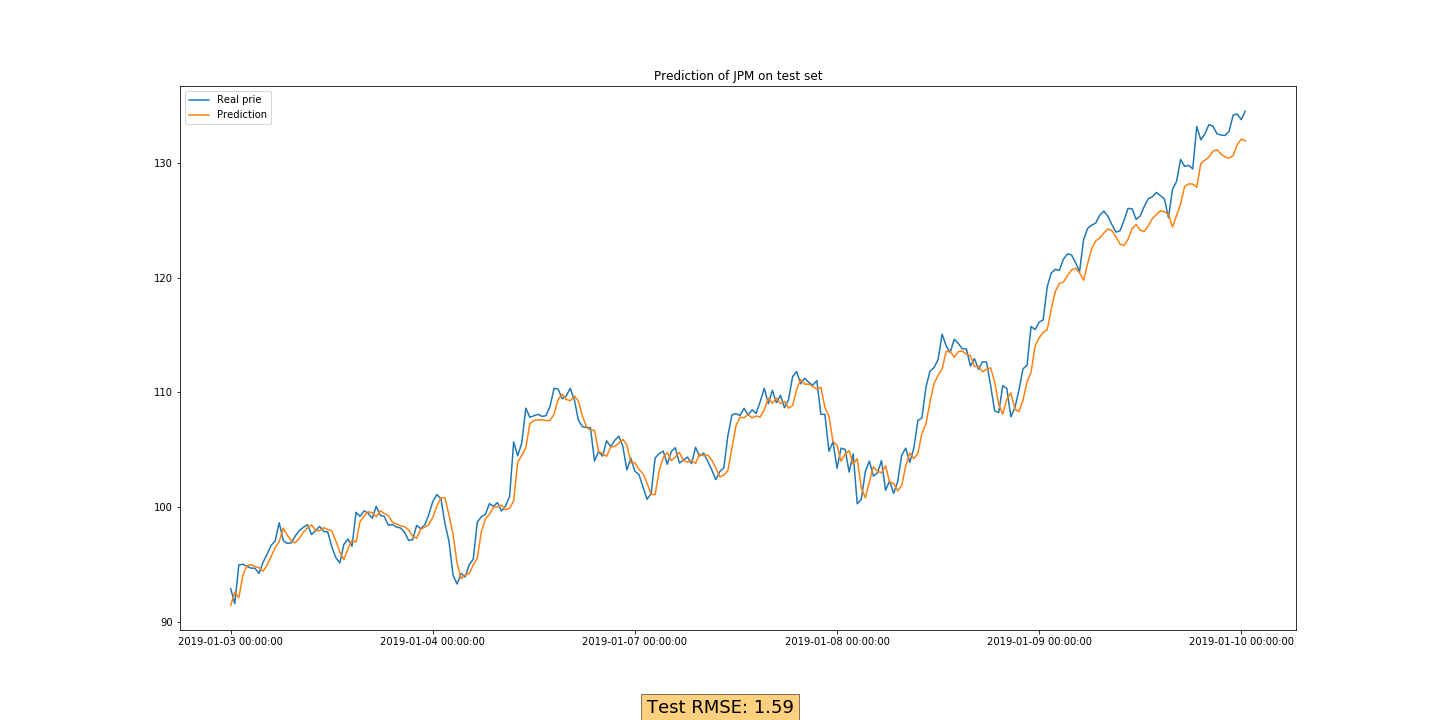 Prediction of JPM on test set
Real prie
Prediction
130
120
110
100
90
2019-01-03 00:00:00
2019-01-04 00:00:00
2019-01-07 00:00:00
2019-01-08 00:00:00
2019-01-09 00:00:00
2019-01-10 00:00:00
Test RMSE: 1.59